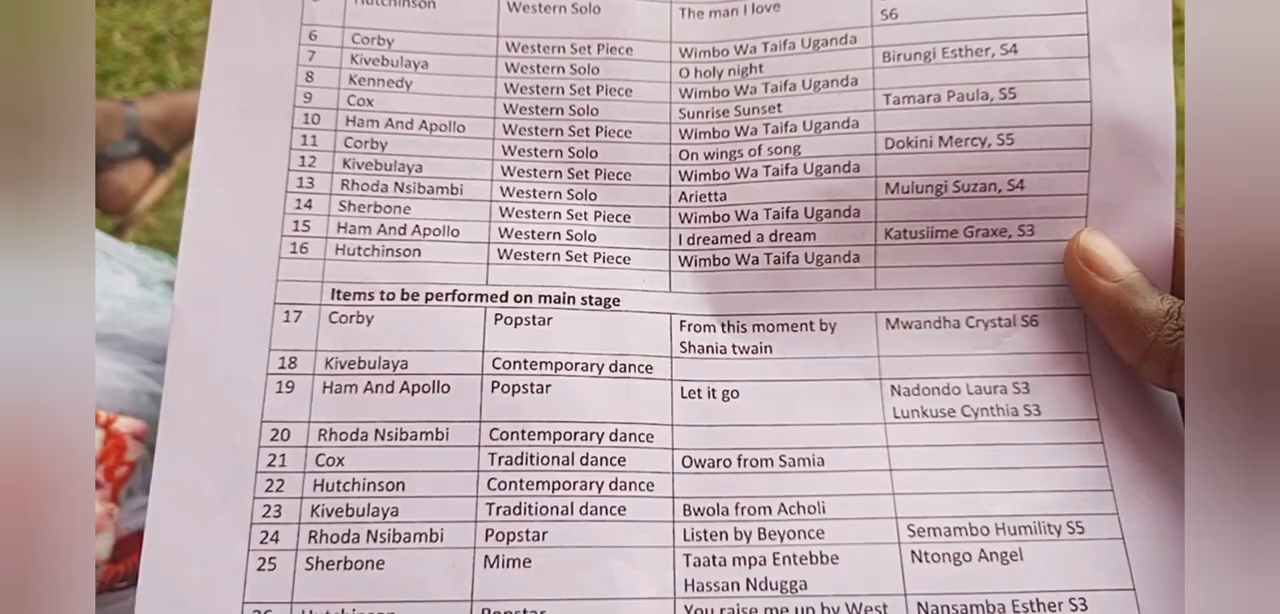 Hutchinson Western Solo The man I love S6
6 Corby Western Set Piece Wimbo Wa Taifa Uganda
7 Kivebulaya Western Solo O holy night Birungi Esther, S4
8 Kennedy Western Set Piece Wimbo Wa Taifa Uganda
9 Cox Western Solo Sunrise Sunset Tamara Paula, S5
10 Ham And Apollo Western Set Piece Wimbo Wa Taifa Uganda
11 Corby Western Solo On wings of song Dokini Mercy, S5
12 Kivebulaya Western Set Piece Wimbo Wa Taifa Uganda
13 Rhoda Nsibambi Western Solo Arietta Mulungi Suzan, S4
14 Sherbone Western Set Piece Wimbo Wa Taifa Uganda
15 Ham And Apollo Western Solo I dreamed a dream Katusiime Graxe, S3
16 Hutchinson Western Set Piece Wimbo Wa Taifa Uganda
Items to be performed on main stage
17 Corby Popstar From this moment by Mwandha Crystal S6
Shania twain
18 Kivebulaya Contemporary dance
19 Ham And Apollo Popstar Let it go Nadondo Laura S3
Lunkuse Cynthia S3
20 Rhoda Nsibambi Contemporary dance
21 Cox Traditional dance Owaro from Samia
22 Hutchinson Contemporary dance
23 Kivebulaya Traditional dance Bwola from Acholi
24 Rhoda Nsibambi Popstar Listen by Beyonce Semambo Humility S5
25 Sherbone Mime Taata mpa Entebbe Ntongo Angel
Hassan Ndugga
26 Hutchinson Popstar You raise me up by West Nansamba Esther S3